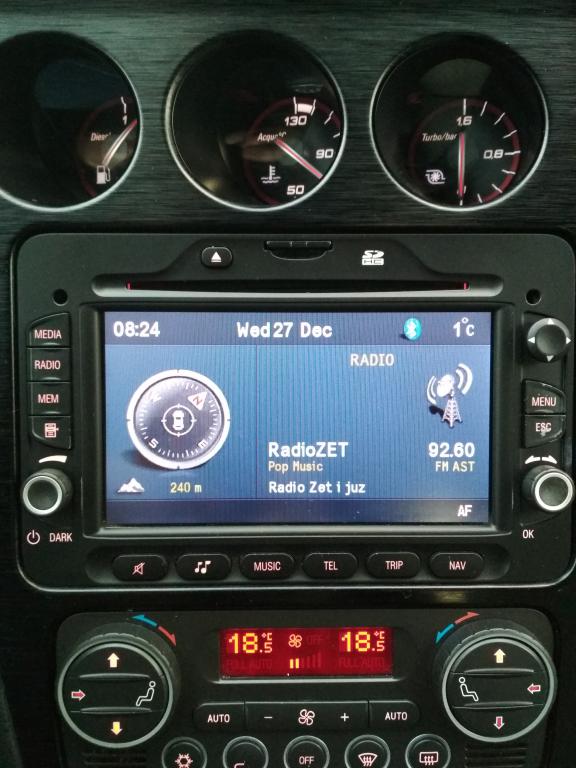 1
Diesel
130
Acqua °C
90
50
1.6
Turbo/bar
0.8
SD HC
MEDIA
RADIO
MEM
08:24 Wed 27 Dec 1°C
RADIO
N
S
RadioZET 92.60
Pop Music FM AST
240 m Radio Zet i juz
AF
MENU
ESC
DARK
OK
MUSIC TEL TRIP NAV
18.5°C OFF 18.5°C
FULL AUTO FULL AUTO
AUTO - + AUTO
OFF